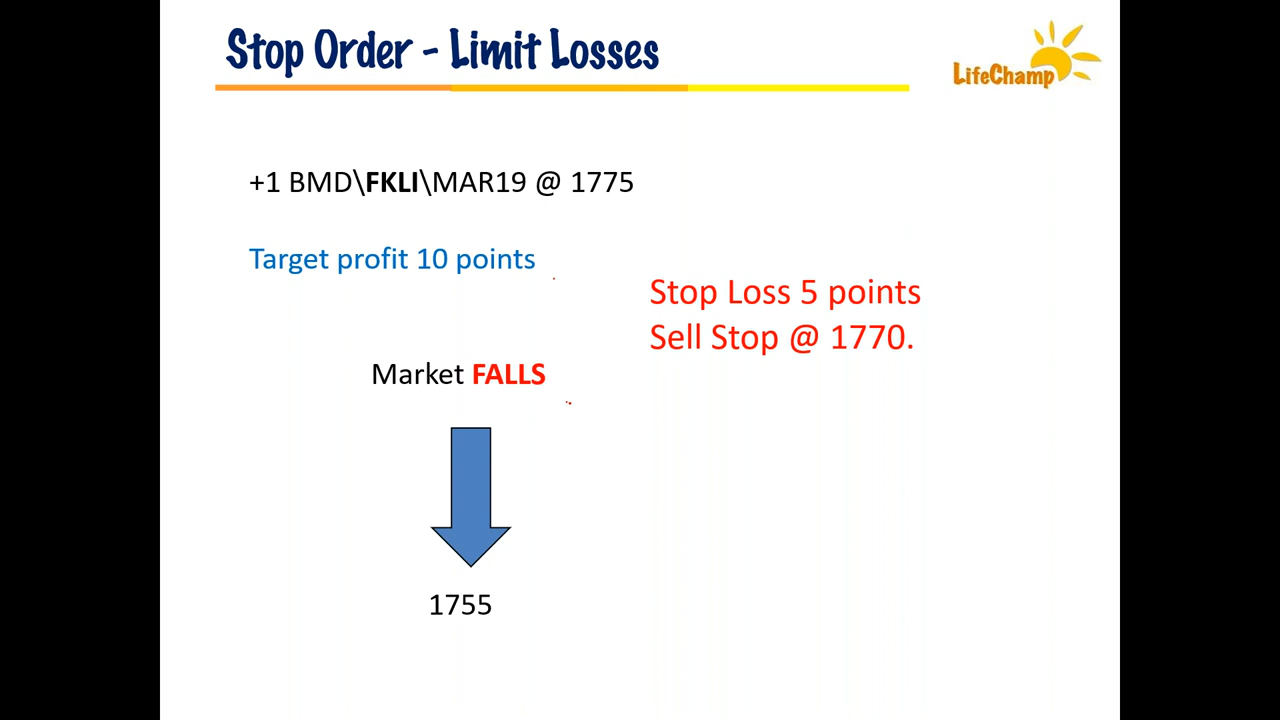 Stop Order - Limit Losses
LifeChamp
+1 BMD\FKLI\MAR19 @ 1775
Target profit 10 points
Stop Loss 5 points
Sell Stop @ 1770.
Market FALLS
1755